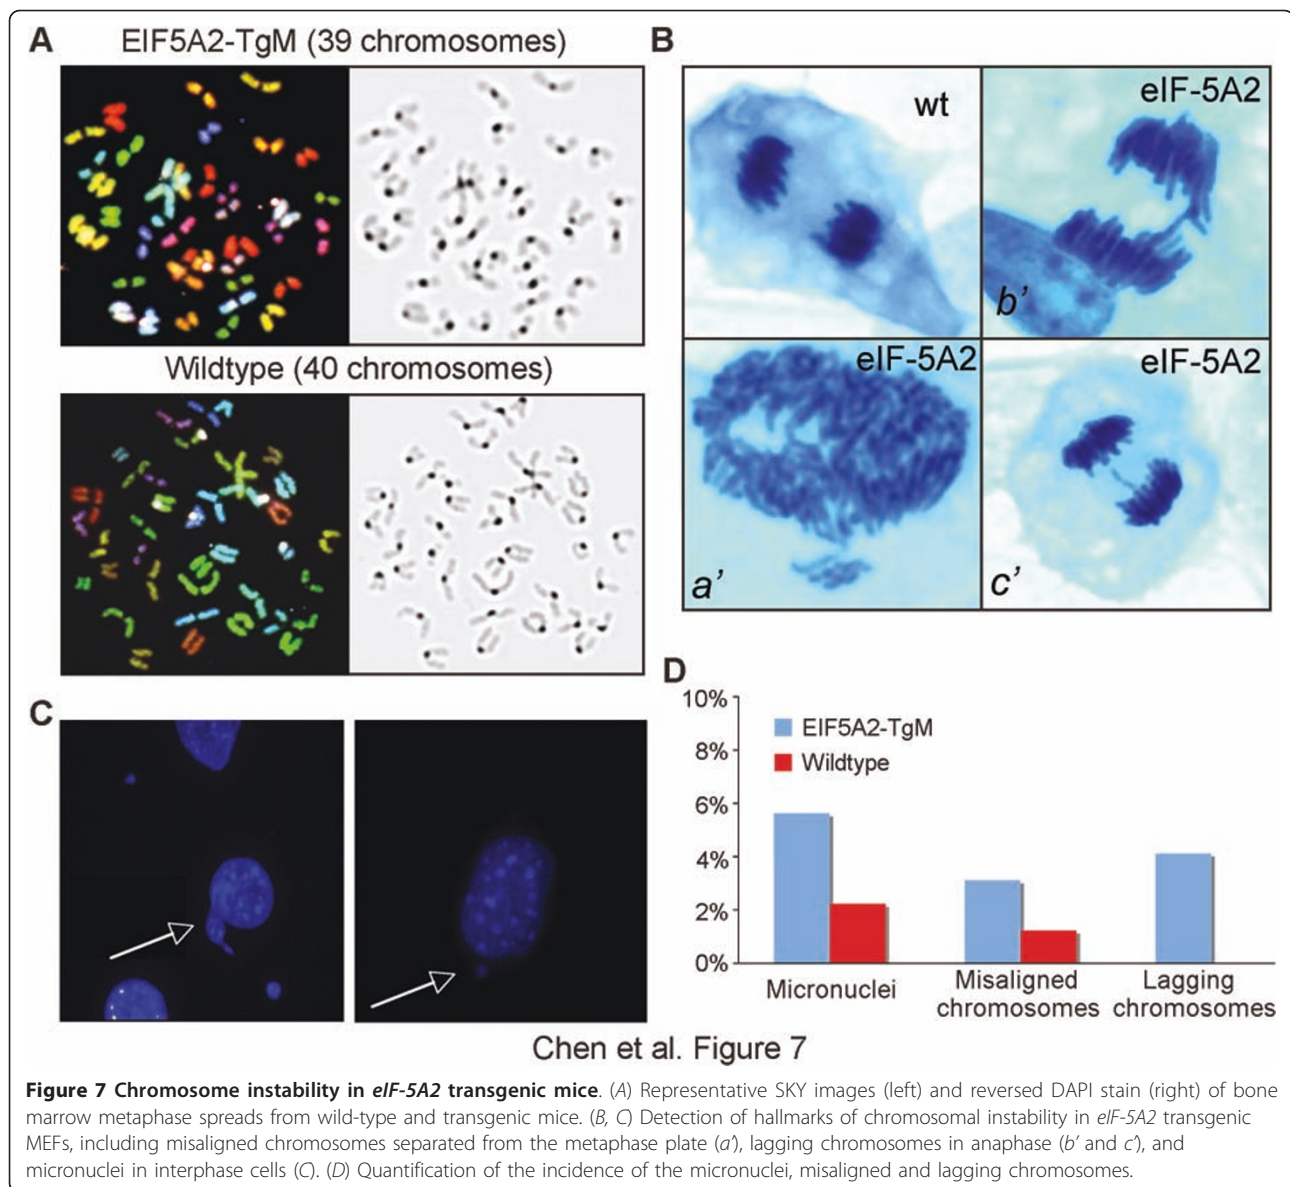 A
EIF5A2-TgM (39 chromosomes)
Wildtype (40 chromosomes)
B
wt
eIF-5A2
b'
eIF-5A2
a'
eIF-5A2
c'
C
D
10%
8%
6%
4%
2%
0%
EIF5A2-TgM
Wildtype
Micronuclei
Misaligned
chromosomes
Lagging
chromosomes
Chen et al. Figure 7
Figure 7 Chromosome instability in eIF-5A2 transgenic mice. (A) Representative SKY images (left) and reversed DAPI stain (right) of bone
marrow metaphase spreads from wild-type and transgenic mice. (B, C) Detection of hallmarks of chromosomal instability in eIF-5A2 transgenic
MEFs, including misaligned chromosomes separated from the metaphase plate (a'), lagging chromosomes in anaphase (b' and c'), and
micronuclei in interphase cells (C). (D) Quantification of the incidence of the micronuclei, misaligned and lagging chromosomes.